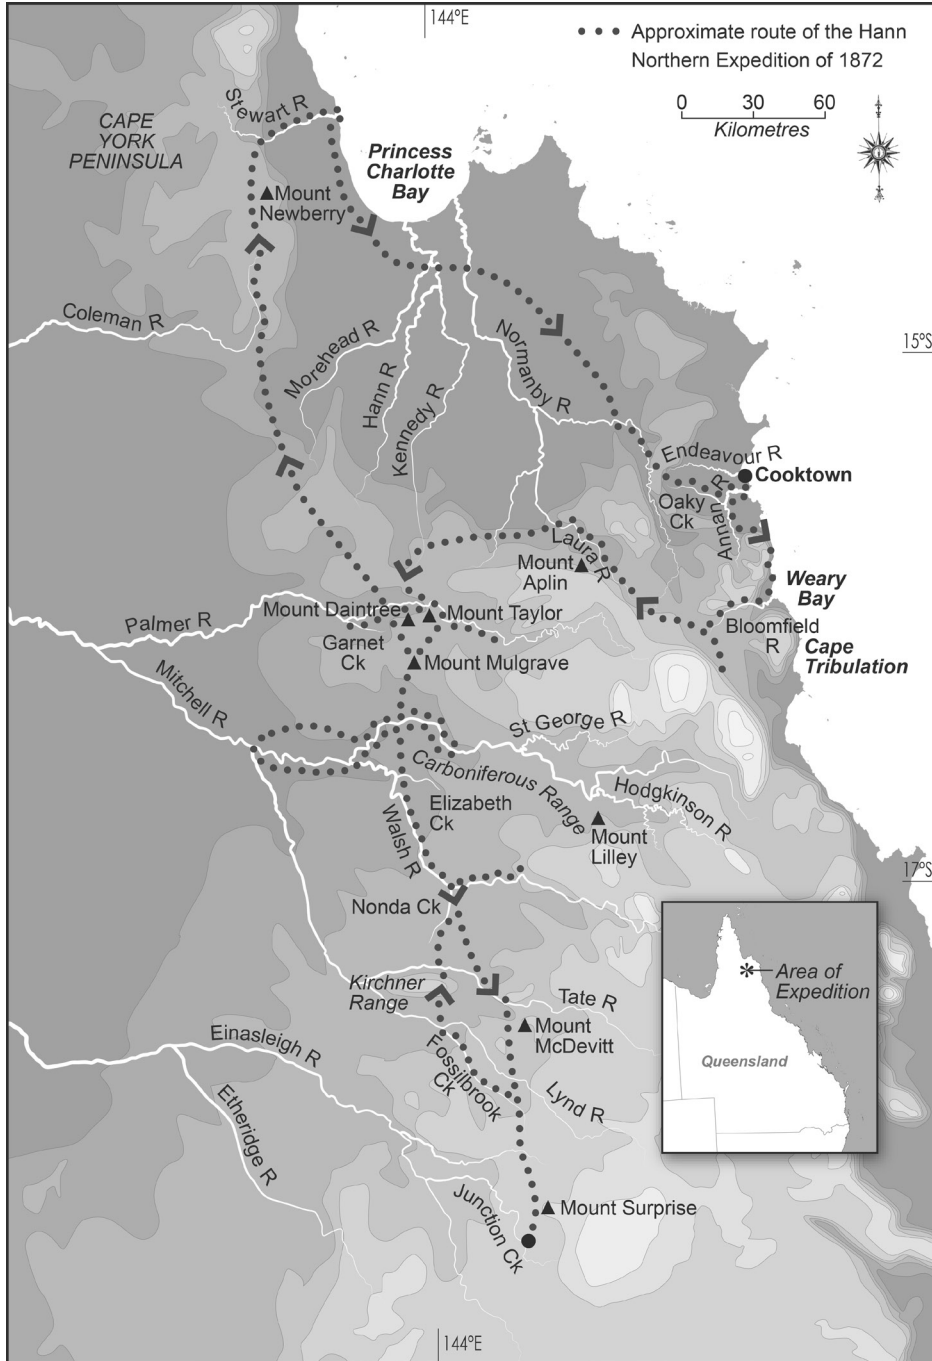 144°E
Approximate route of the Hann
Northern Expedition of 1872
0 30 60
Kilometres
Stewart R
CAPE
YORK
PENINSULA
Princess
Charlotte
Bay
Mount
Newberry
Coleman R
Morehead R
Hann R
Kennedy R
Normanby R
15°S
Endeavour R
Cooktown
Oaky
Ck
Annan R
Laura R
Mount
Aplin
Weary
Bay
Mount Daintree
Mount Taylor
Palmer R
Garnet
Ck
Bloomfield
R
Cape
Tribulation
Mount Mulgrave
Mitchell R
St George R
Carboniferous Range
Hodgkinson R
Elizabeth
Ck
Walsh R
Mount
Lilley
17°S
Nonda Ck
Kirchner
Range
Tate R
Area of
Expedition
Mount
McDevitt
Einasleigh R
Fossilbrook
Ck
Queensland
Lynd R
Etheridge R
Junction Ck
Mount Surprise
144°E